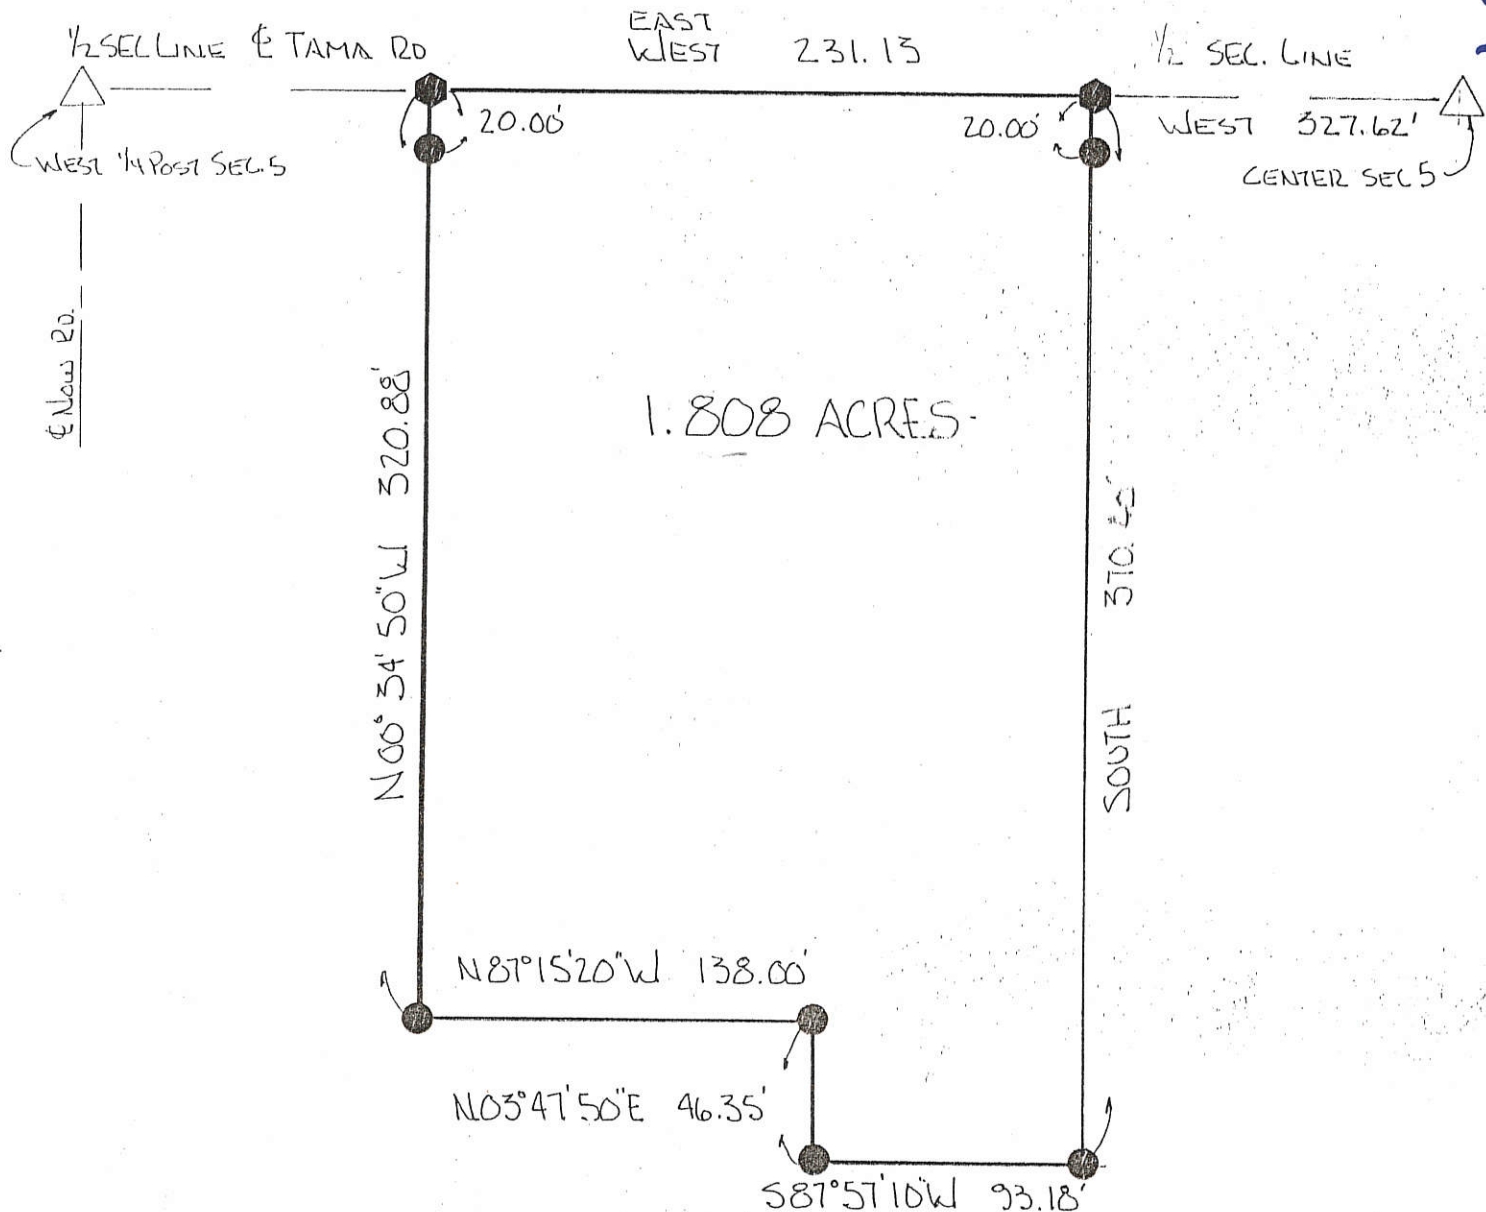 ½ SEC LINE ℄ TAMA RD
EAST
WEST 231.13
½ SEC. LINE
20.00'
20.00'
WEST 327.62'
WEST ¼ POST SEC. 5
CENTER SEC 5
℄ Now RD.
1.808 ACRES
N00° 34' 50" W 320.88'
SOUTH 370.45'
N87°15'20"W 138.00'
N03°47'50"E 46.35'
S87°57'10"W 93.18'